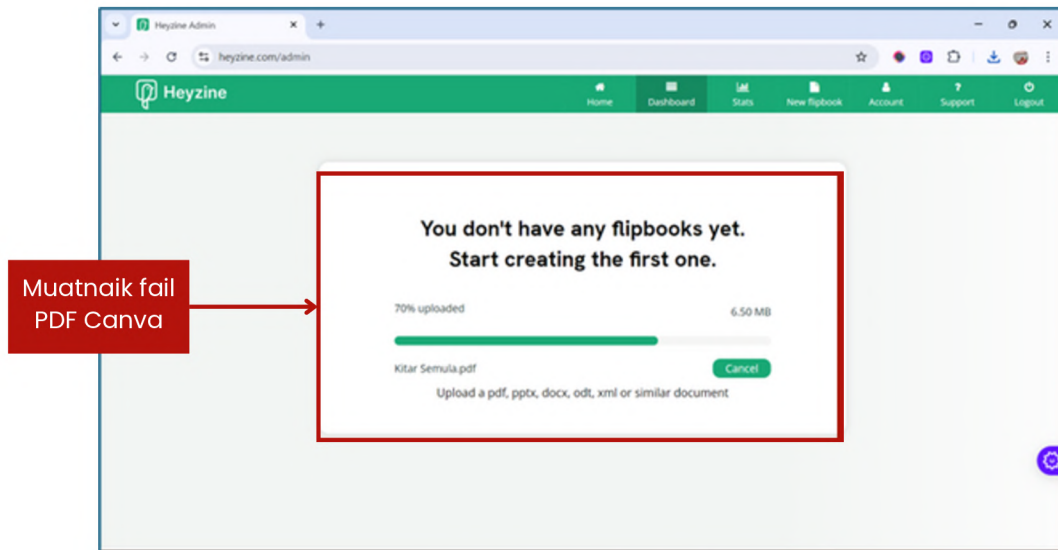 Heyzine Admin
heyzine.com/admin
Heyzine
Home
Dashboard
Stats
New flipbook
Account
Support
Logout
You don't have any flipbooks yet.
Start creating the first one.
Muatnaik fail
PDF Canva
70% uploaded
6.50 MB
Kitar Semula.pdf
Cancel
Upload a pdf, pptx, docx, odt, xml or similar document